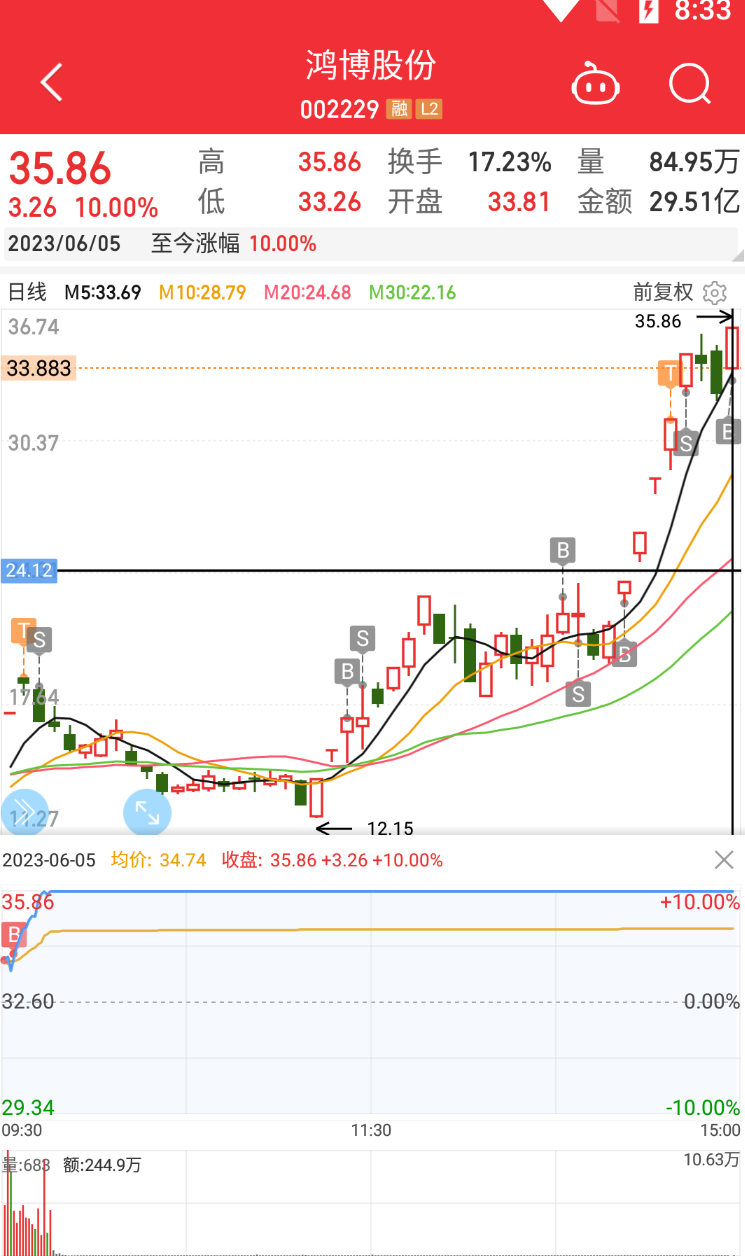 8:33
鸿博股份
002229 融 L2
35.86 高 35.86 换手 17.23% 量 84.95万
3.26 10.00% 低 33.26 开盘 33.81 金额 29.51亿
2023/06/05 至今涨幅 10.00%
日线 M5:33.69 M10:28.79 M20:24.68 M30:22.16 前复权
36.74 35.86
33.883 T
30.37 S B
T
B
24.12
T S S
B B
17.64 S
11.27
12.15
2023-06-05 均价: 34.74 收盘: 35.86 +3.26 +10.00%
35.86 +10.00%
B
32.60 0.00%
29.34 -10.00%
09:30 11:30 15:00
量:683 额:244.9万 10.63万